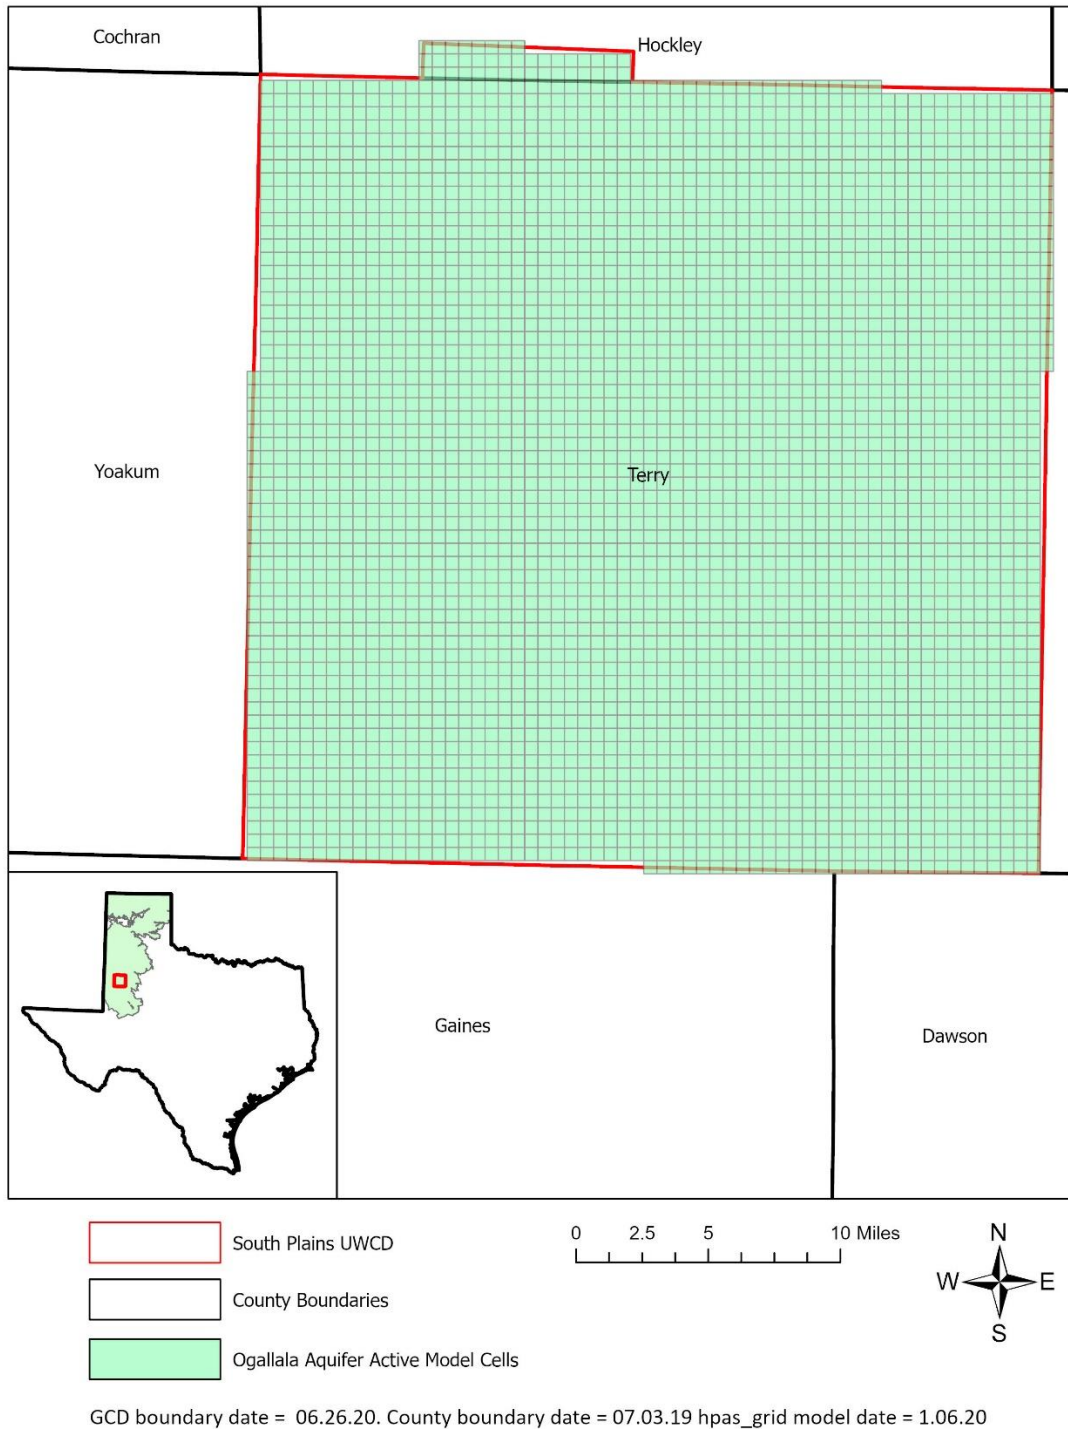 Cochran
Hockley
Yoakum
Terry
Gaines
Dawson
South Plains UWCD
County Boundaries
Ogallala Aquifer Active Model Cells
0 2.5 5 10 Miles
N
W E
S
GCD boundary date = 06.26.20. County boundary date = 07.03.19 hpas_grid model date = 1.06.20